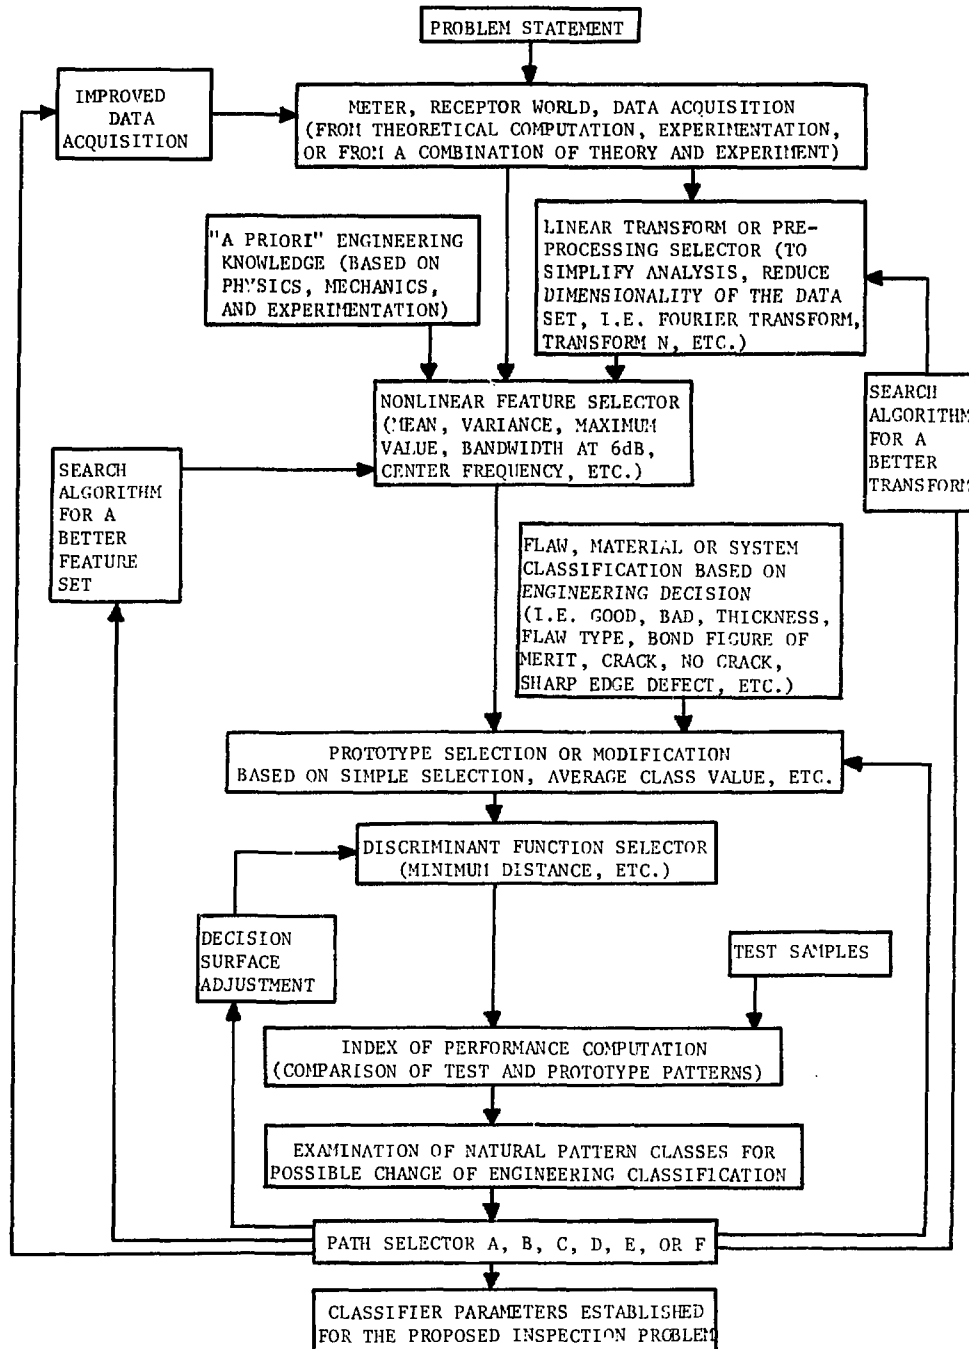 PROBLEM STATEMENT
IMPROVED
DATA
ACQUISITION
METER, RECEPTOR WORLD, DATA ACQUISITION
(FROM THEORETICAL COMPUTATION, EXPERIMENTATION,
OR FROM A COMBINATION OF THEORY AND EXPERIMENT)
"A PRIORI" ENGINEERING
KNOWLEDGE (BASED ON
PHYSICS, MECHANICS,
AND EXPERIMENTATION)
LINEAR TRANSFORM OR PRE-
PROCESSING SELECTOR (TO
SIMPLIFY ANALYSIS, REDUCE
DIMENSIONALITY OF THE DATA
SET, I.E. FOURIER TRANSFORM,
TRANSFORM N, ETC.)
NONLINEAR FEATURE SELECTOR
(MEAN, VARIANCE, MAXIMUM
VALUE, BANDWIDTH AT 6dB,
CENTER FREQUENCY, ETC.)
SEARCH
ALGORITHM
FOR A
BETTER
TRANSFORM
SEARCH
ALGORITHM
FOR A
BETTER
FEATURE
SET
FLAW, MATERIAL OR SYSTEM
CLASSIFICATION BASED ON
ENGINEERING DECISION
(I.E. GOOD, BAD, THICKNESS,
FLAW TYPE, BOND FIGURE OF
MERIT, CRACK, NO CRACK,
SHARP EDGE DEFECT, ETC.)
PROTOTYPE SELECTION OR MODIFICATION
BASED ON SIMPLE SELECTION, AVERAGE CLASS VALUE, ETC.
DISCRIMINANT FUNCTION SELECTOR
(MINIMUM DISTANCE, ETC.)
DECISION
SURFACE
ADJUSTMENT
TEST SAMPLES
INDEX OF PERFORMANCE COMPUTATION
(COMPARISON OF TEST AND PROTOTYPE PATTERNS)
EXAMINATION OF NATURAL PATTERN CLASSES FOR
POSSIBLE CHANGE OF ENGINEERING CLASSIFICATION
PATH SELECTOR A, B, C, D, E, OR F
CLASSIFIER PARAMETERS ESTABLISHED
FOR THE PROPOSED INSPECTION PROBLEM